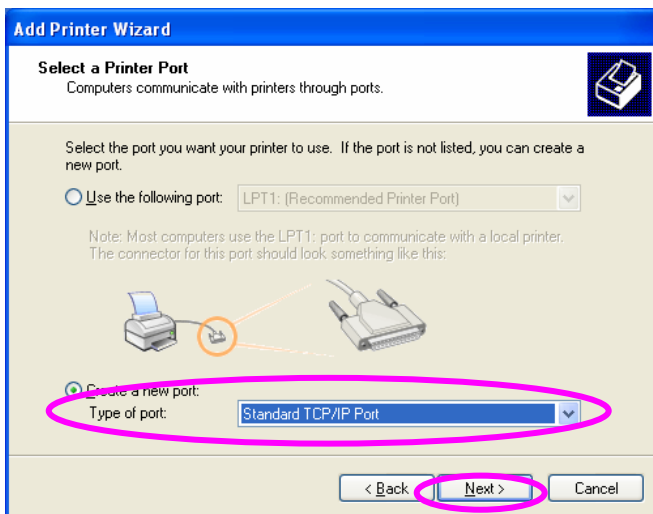 Add Printer Wizard
Select a Printer Port
Computers communicate with printers through ports.
Select the port you want your printer to use. If the port is not listed, you can create a
new port.
Use the following port: LPT1: (Recommended Printer Port)
Note: Most computers use the LPT1: port to communicate with a local printer.
The connector for this port should look something like this:
Create a new port:
Type of port: Standard TCP/IP Port
< Back Next > Cancel